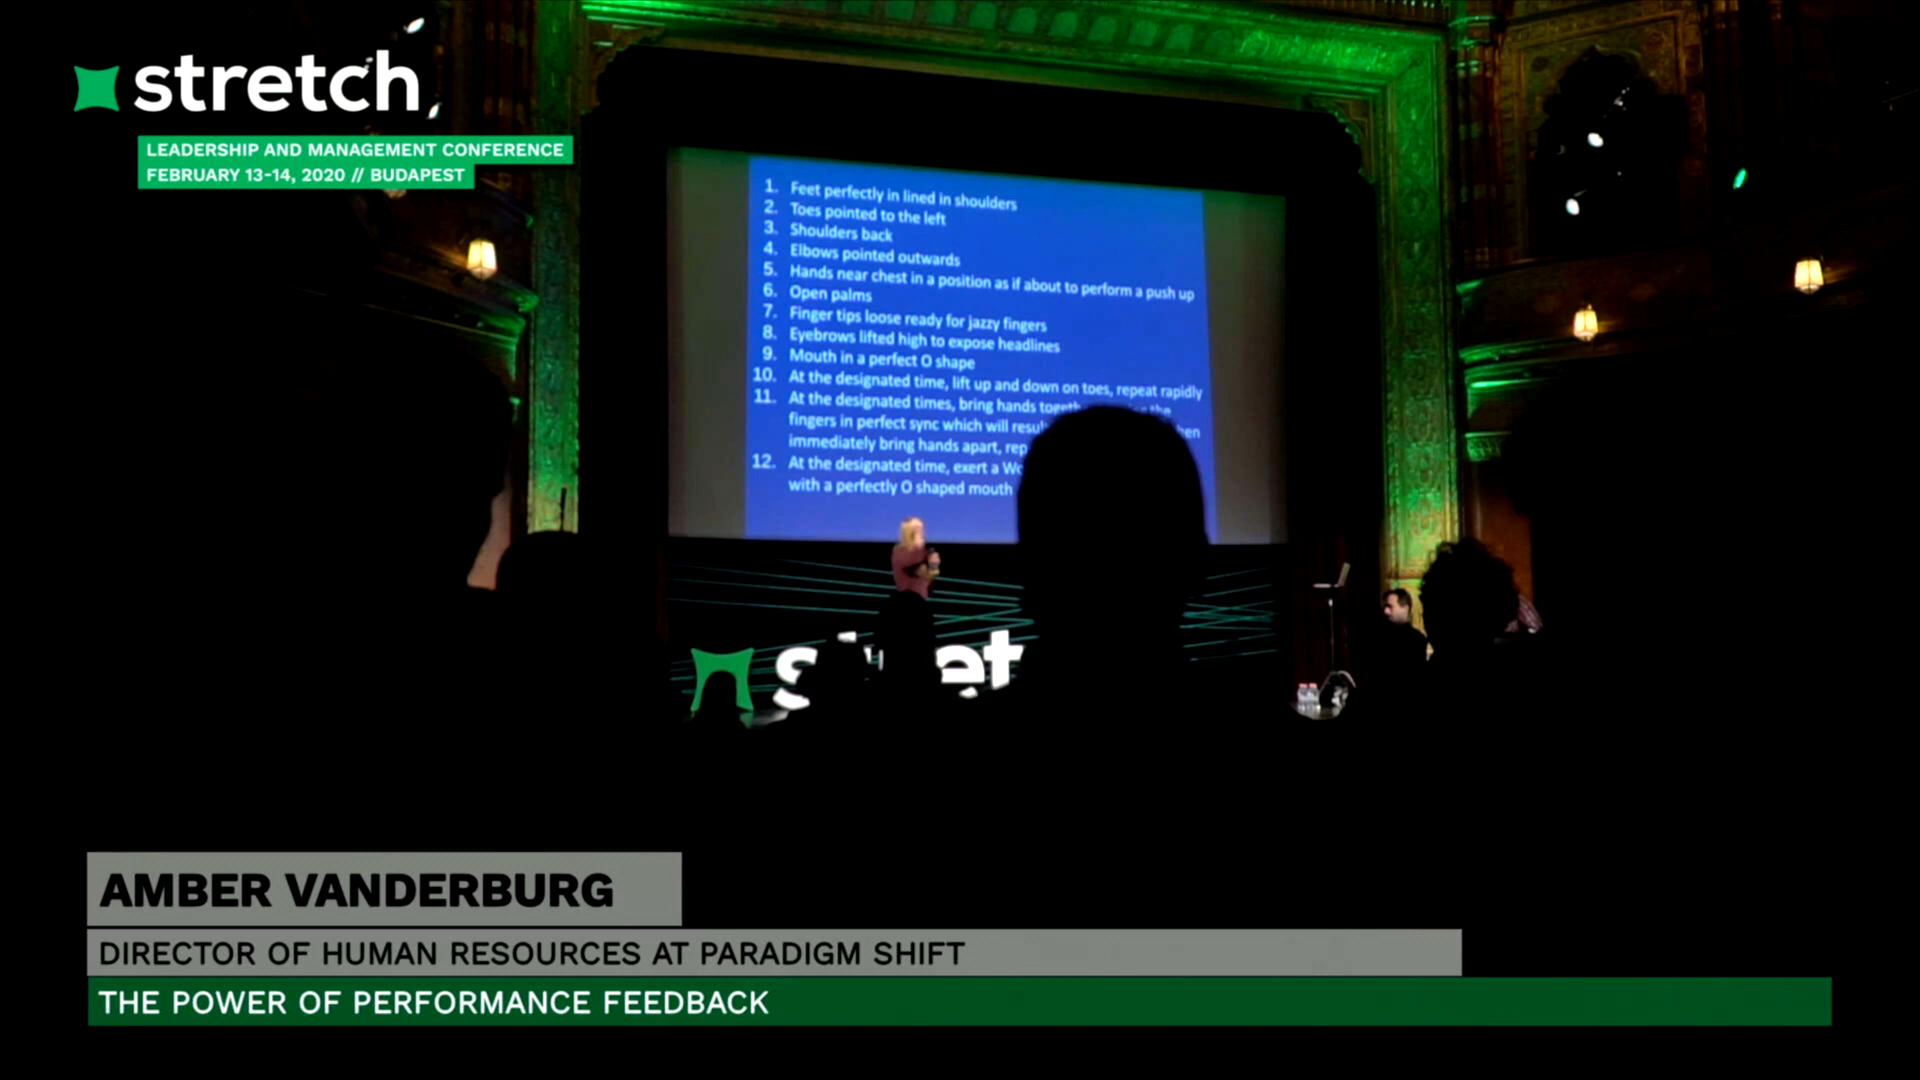 stretch
LEADERSHIP AND MANAGEMENT CONFERENCE
FEBRUARY 13-14, 2020 // BUDAPEST
1. Feet perfectly in lined in shoulders
2. Toes pointed to the left
3. Shoulders back
4. Elbows pointed outwards
5. Hands near chest in a position as if about to perform a push up
6. Open palms
7. Finger tips loose ready for jazzy fingers
8. Eyebrows lifted high to expose headlines
9. Mouth in a perfect O shape
10. At the designated time, lift up and down on toes, repeat rapidly
11. At the designated times, bring hands the
fingers in perfect sync which will
immediately bring hands apart,
12. At the designated time, exert a
with a perfectly O shaped mouth
AMBER VANDERBURG
DIRECTOR OF HUMAN RESOURCES AT PARADIGM SHIFT
THE POWER OF PERFORMANCE FEEDBACK